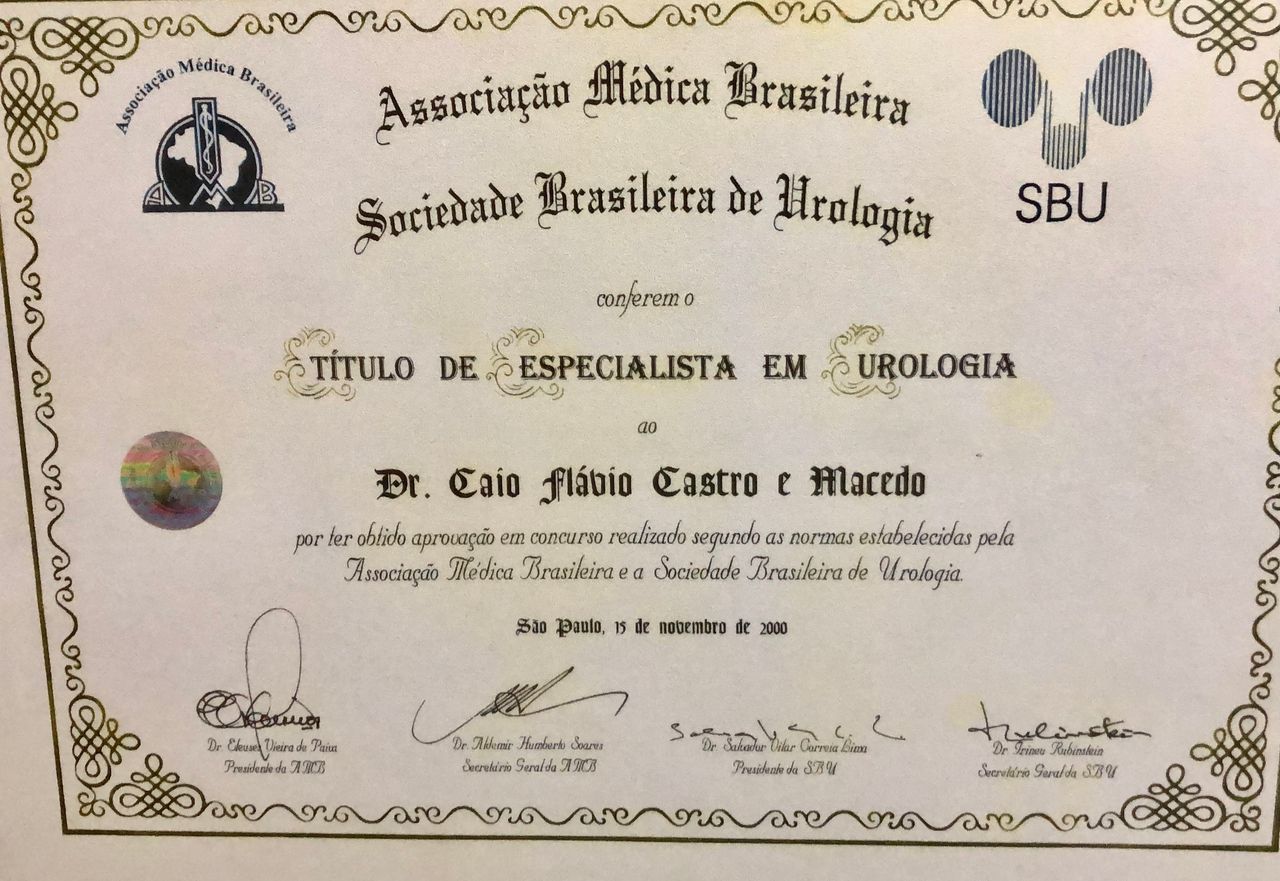 Associação Médica Brasileira
Associação Médica Brasileira
AMB
SBU
Sociedade Brasileira de Urologia
conferem o
TÍTULO DE ESPECIALISTA EM UROLOGIA
ao
Dr. Caio Flávio Castro e Macedo
por ter obtido aprovação em concurso realizado segundo as normas estabelecidas pela
Associação Médica Brasileira e a Sociedade Brasileira de Urologia.
São Paulo, 15 de novembro de 2000
Dr. Eleuses Vieira de Paiva
Presidente da AMB
Dr. Aldemir Humberto Soares
Secretário Geral da AMB
Dr. Salvador Vilar Correia Lima
Presidente da SBU
Rubinstein
Dr. Irineu Rubinstein
Secretário Geral da SBU